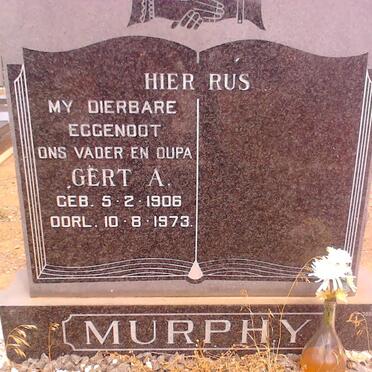 HIER RUS
MY DIERBARE
EGGENOOT
ONS VADER EN OUPA
GERT A.
GEB. 5·2·1906
OORL. 10·8·1973.
MURPHY